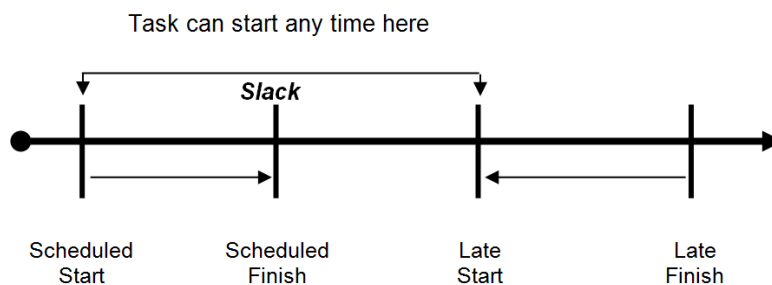 Task can start any time here
Slack
Scheduled Start
Scheduled Finish
Late Start
Late Finish